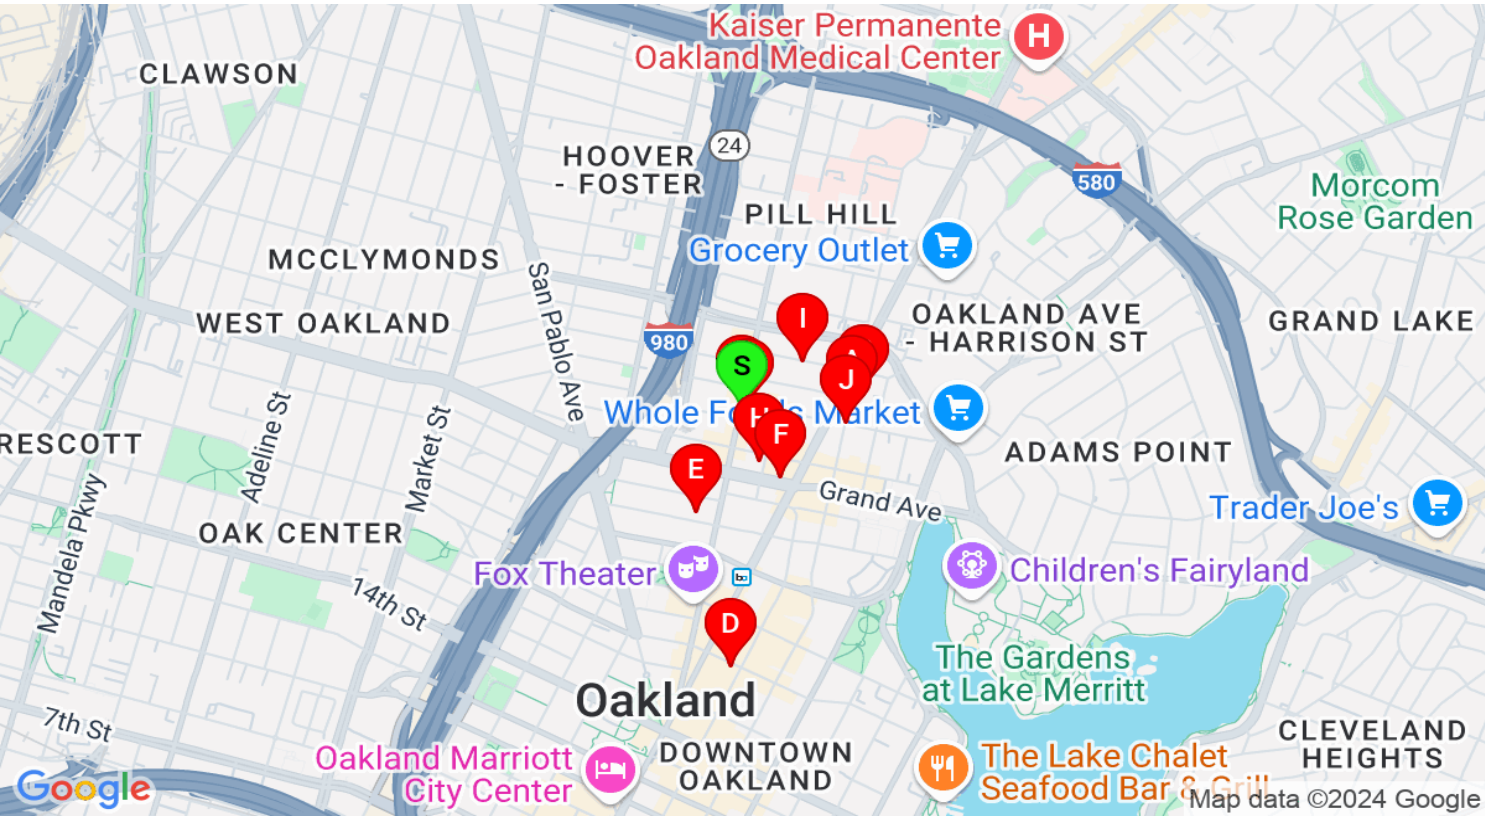 Kaiser Permanente
Oakland Medical Center
H
CLAWSON
24
HOOVER
- FOSTER
580
Morcom
Rose Garden
PILL HILL
Grocery Outlet
MCCLYMONDS
San Pablo Ave
WEST OAKLAND
980
I
OAKLAND AVE
- HARRISON ST
GRAND LAKE
S
A
J
Whole Foods Market
H
F
RESCOTT
Adeline St
Market St
E
ADAMS POINT
Grand Ave
Trader Joe's
OAK CENTER
Mandela Pkwy
14th St
Fox Theater
Children's Fairyland
D
The Gardens
at Lake Merritt
Oakland
7th St
DOWNTOWN
OAKLAND
Oakland Marriott
City Center
The Lake Chalet
Seafood Bar & Grill
CLEVELAND
HEIGHTS
Google
Map data ©2024 Google